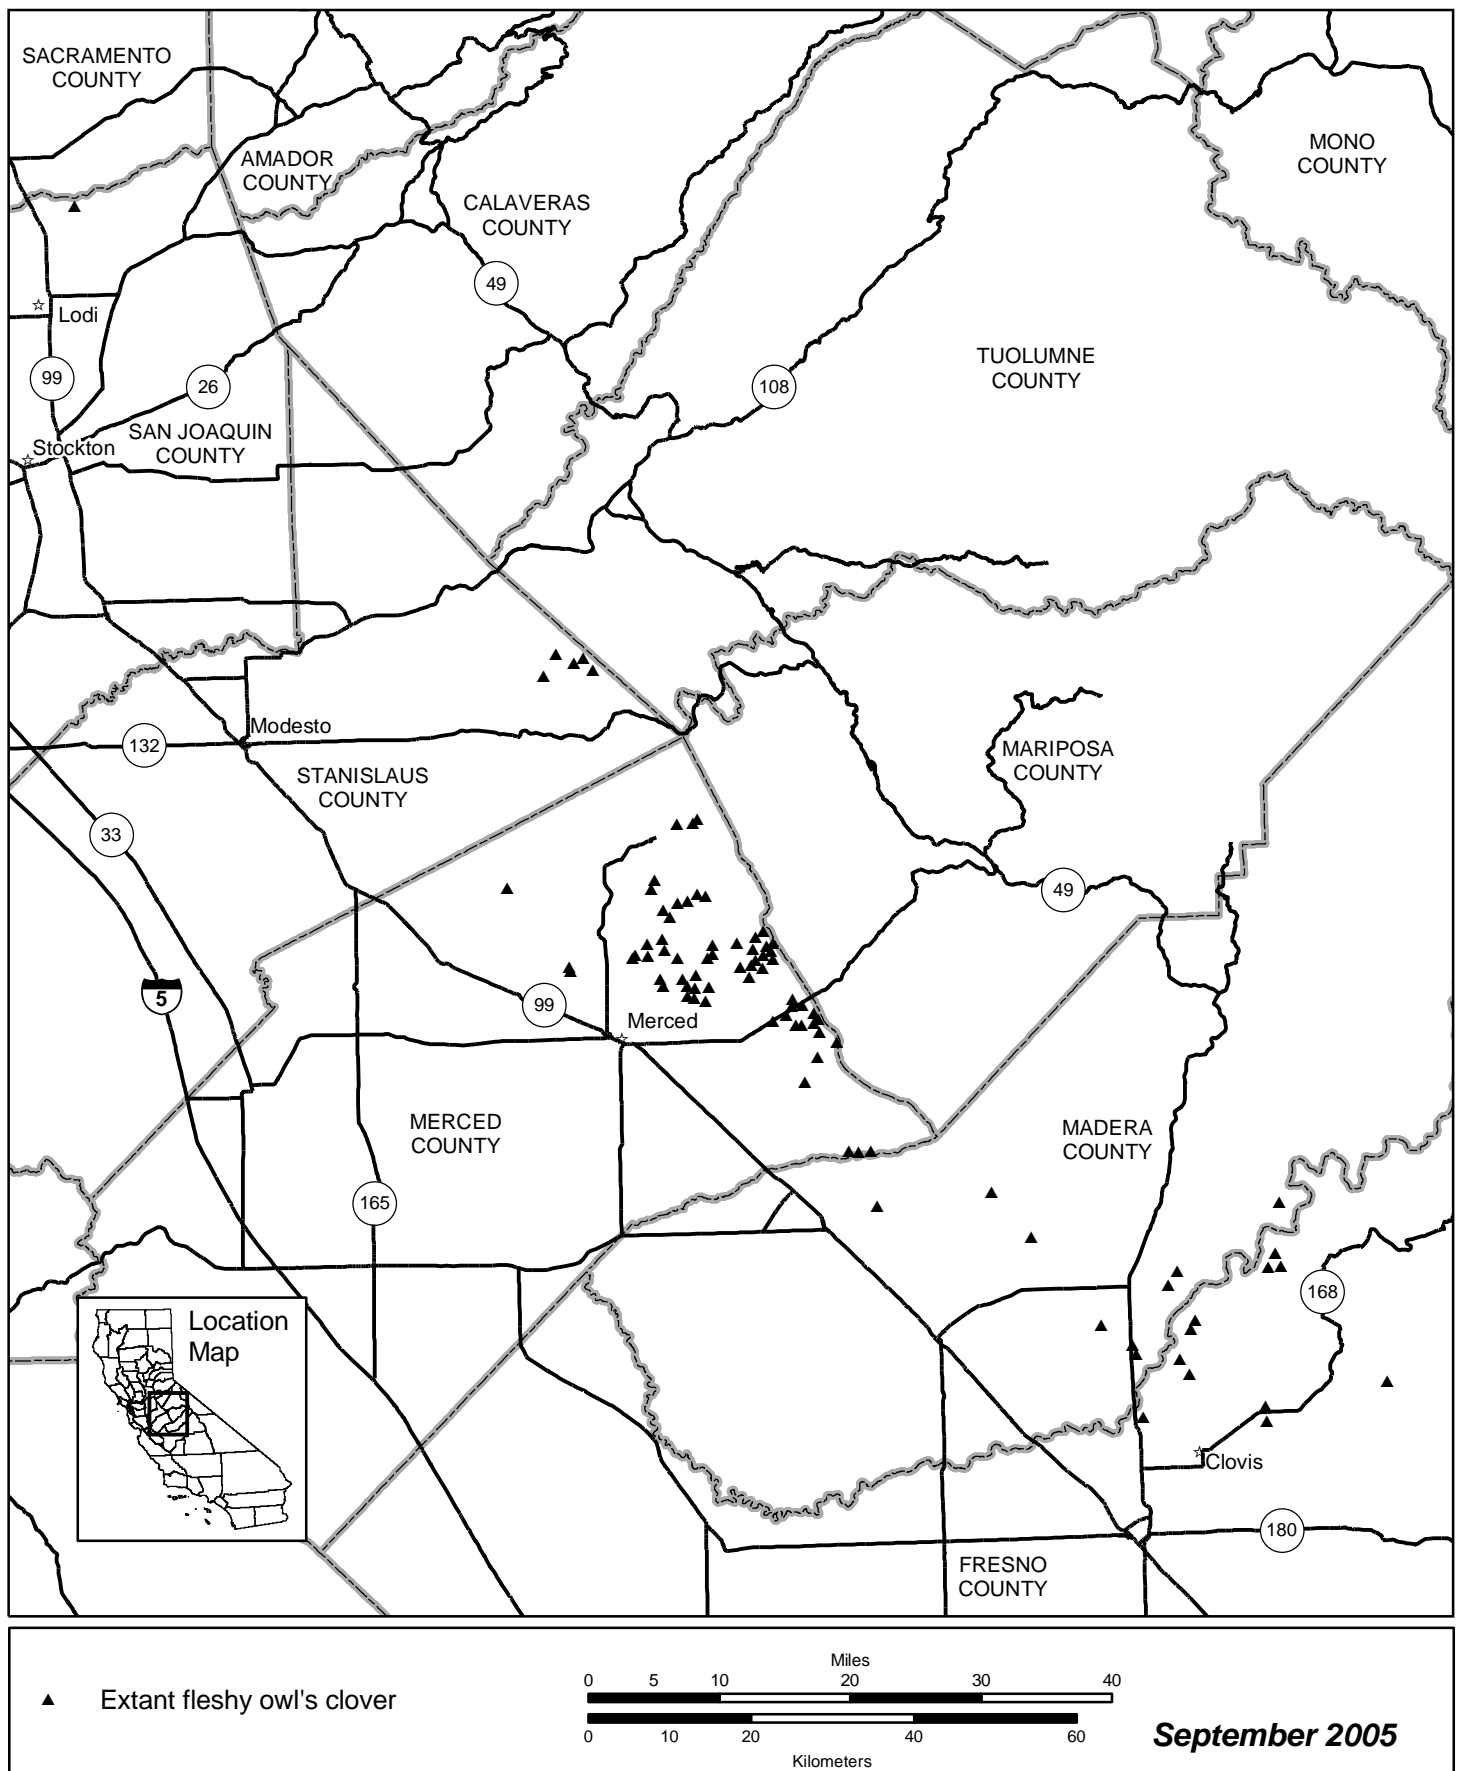 SACRAMENTO
COUNTY
AMADOR
COUNTY
MONO
COUNTY
CALAVERAS
COUNTY
49
Lodi
99
26
108
TUOLUMNE
COUNTY
SAN JOAQUIN
COUNTY
Stockton
Modesto
132
STANISLAUS
COUNTY
MARIPOSA
COUNTY
33
49
5
99
Merced
MERCED
COUNTY
MADERA
COUNTY
165
168
Location
Map
Clovis
180
FRESNO
COUNTY
Extant fleshy owl's clover
Miles
0 5 10 20 30 40
0 10 20 40 60
Kilometers
September 2005